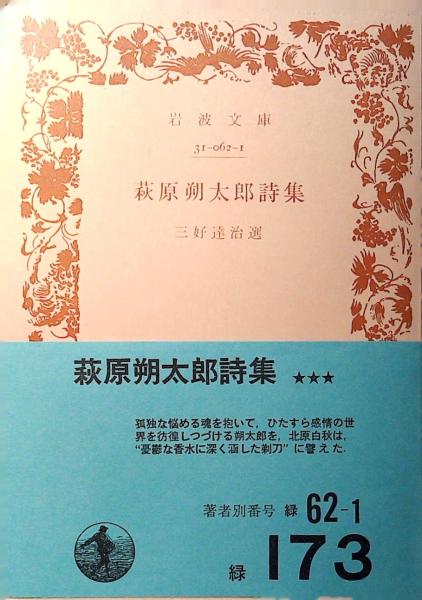 岩波文庫
31-062-1
萩原朔太郎詩集
三好達治選
萩原朔太郎詩集 ★★★
孤独な悩める魂を抱いて，ひたすら感情の世
界を彷徨しつづける朔太郎を，北原白秋は，
“憂鬱な香水に深く涵した剃刀”に譬えた．
著者別番号 緑 62-1
緑 173